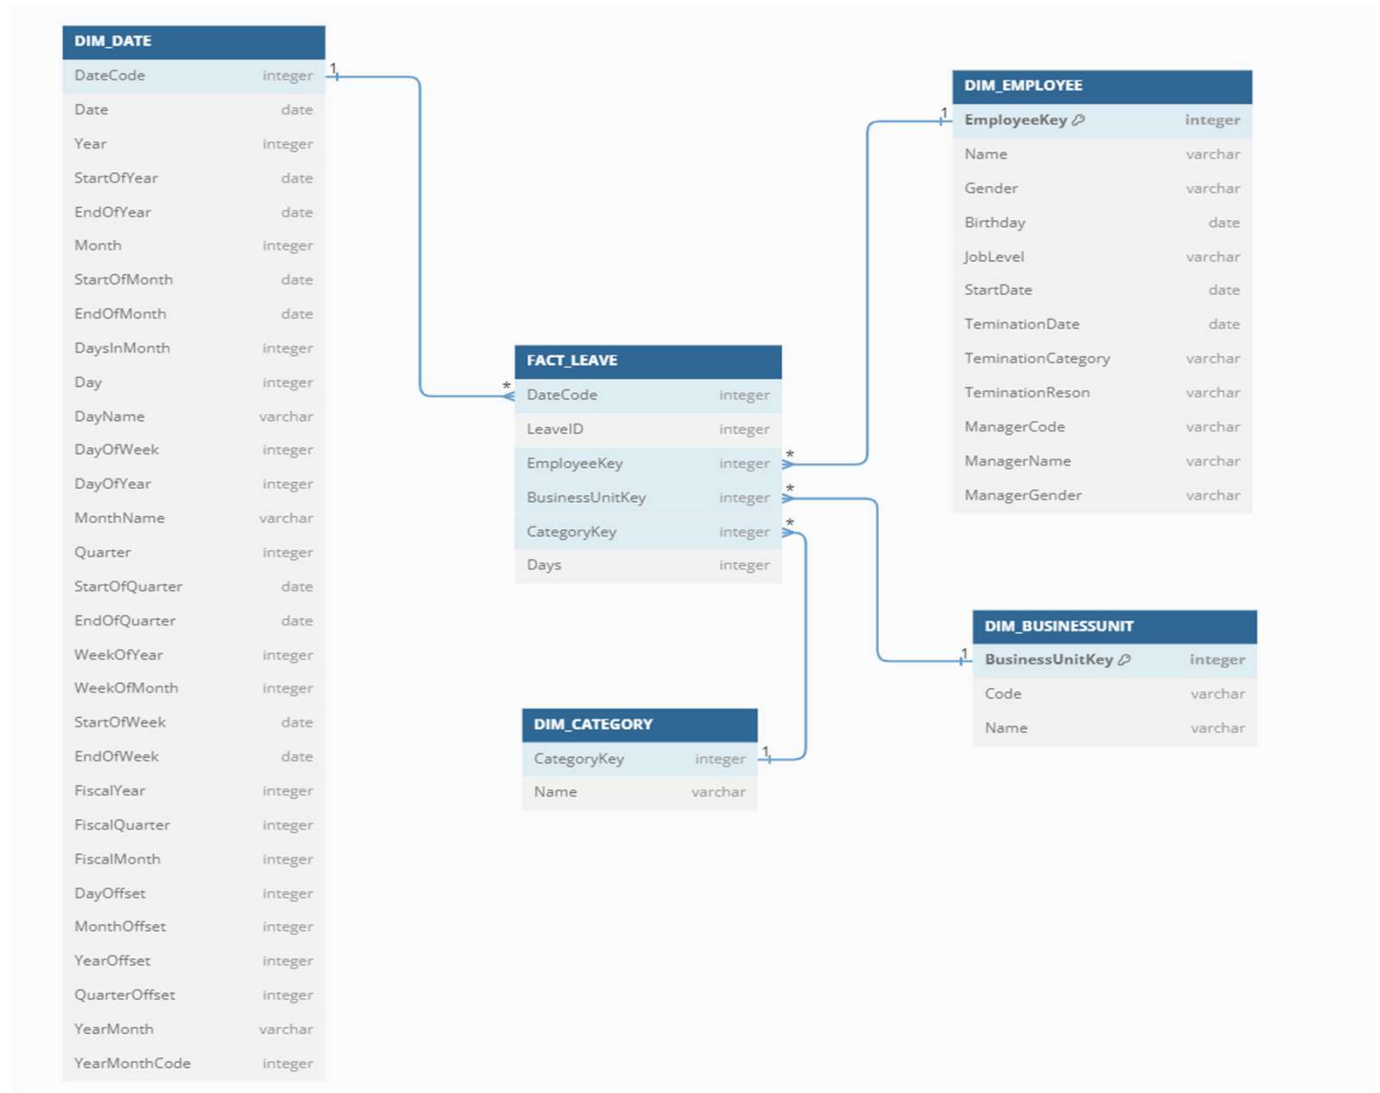 DIM_DATE
DateCode integer
Date date
Year integer
StartOfYear date
EndOfYear date
Month integer
StartOfMonth date
EndOfMonth date
DaysInMonth integer
Day integer
DayName varchar
DayOfWeek integer
DayOfYear integer
MonthName varchar
Quarter integer
StartOfQuarter date
EndOfQuarter date
WeekOfYear integer
WeekOfMonth integer
StartOfWeek date
EndOfWeek date
FiscalYear integer
FiscalQuarter integer
FiscalMonth integer
DayOffset integer
MonthOffset integer
YearOffset integer
QuarterOffset integer
YearMonth varchar
YearMonthCode integer
1
*
FACT_LEAVE
DateCode integer
LeaveID integer
EmployeeKey integer *
BusinessUnitKey integer *
CategoryKey integer *
Days integer
DIM_CATEGORY
CategoryKey integer 1
Name varchar
DIM_EMPLOYEE
1 EmployeeKey integer
Name varchar
Gender varchar
Birthday date
JobLevel varchar
StartDate date
TeminationDate date
TeminationCategory varchar
TeminationReson varchar
ManagerCode varchar
ManagerName varchar
ManagerGender varchar
DIM_BUSINESSUNIT
1 BusinessUnitKey integer
Code varchar
Name varchar